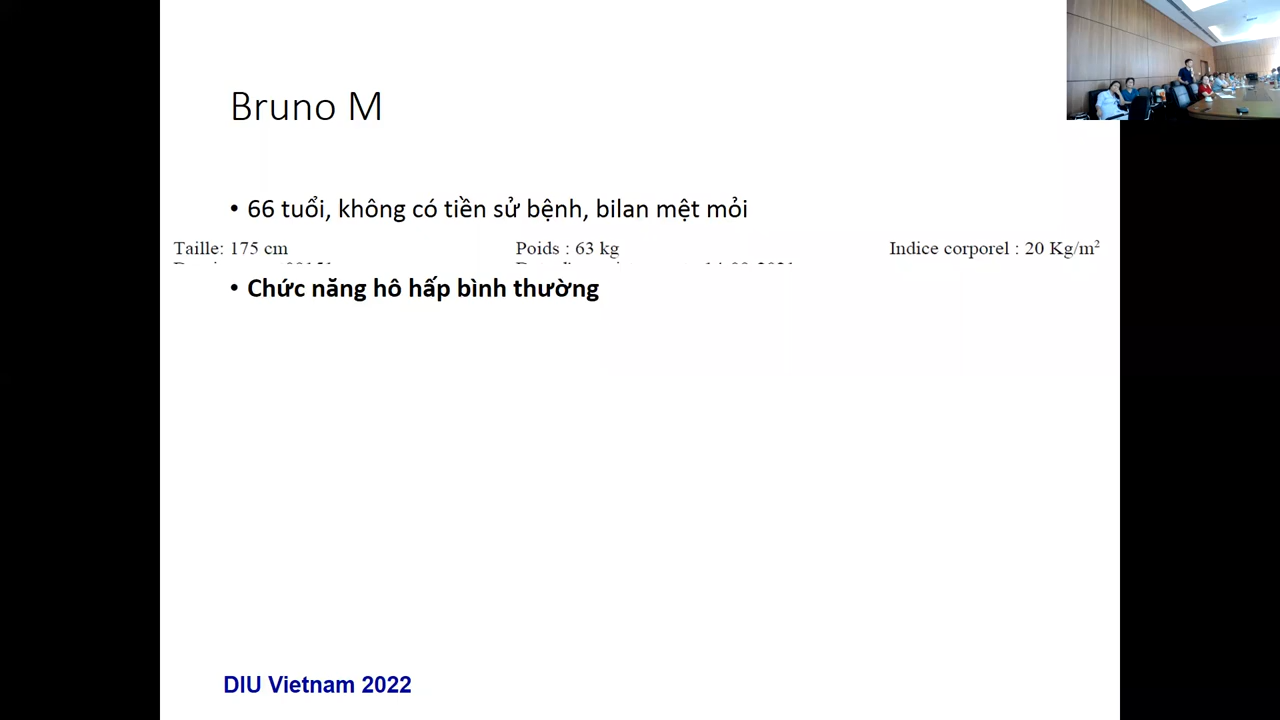 Bruno M
• 66 tuổi, không có tiền sử bệnh, bilan mệt mỏi
Taille: 175 cm Poids : 63 kg Indice corporel : 20 Kg/m²
• Chức năng hô hấp bình thường
DIU Vietnam 2022